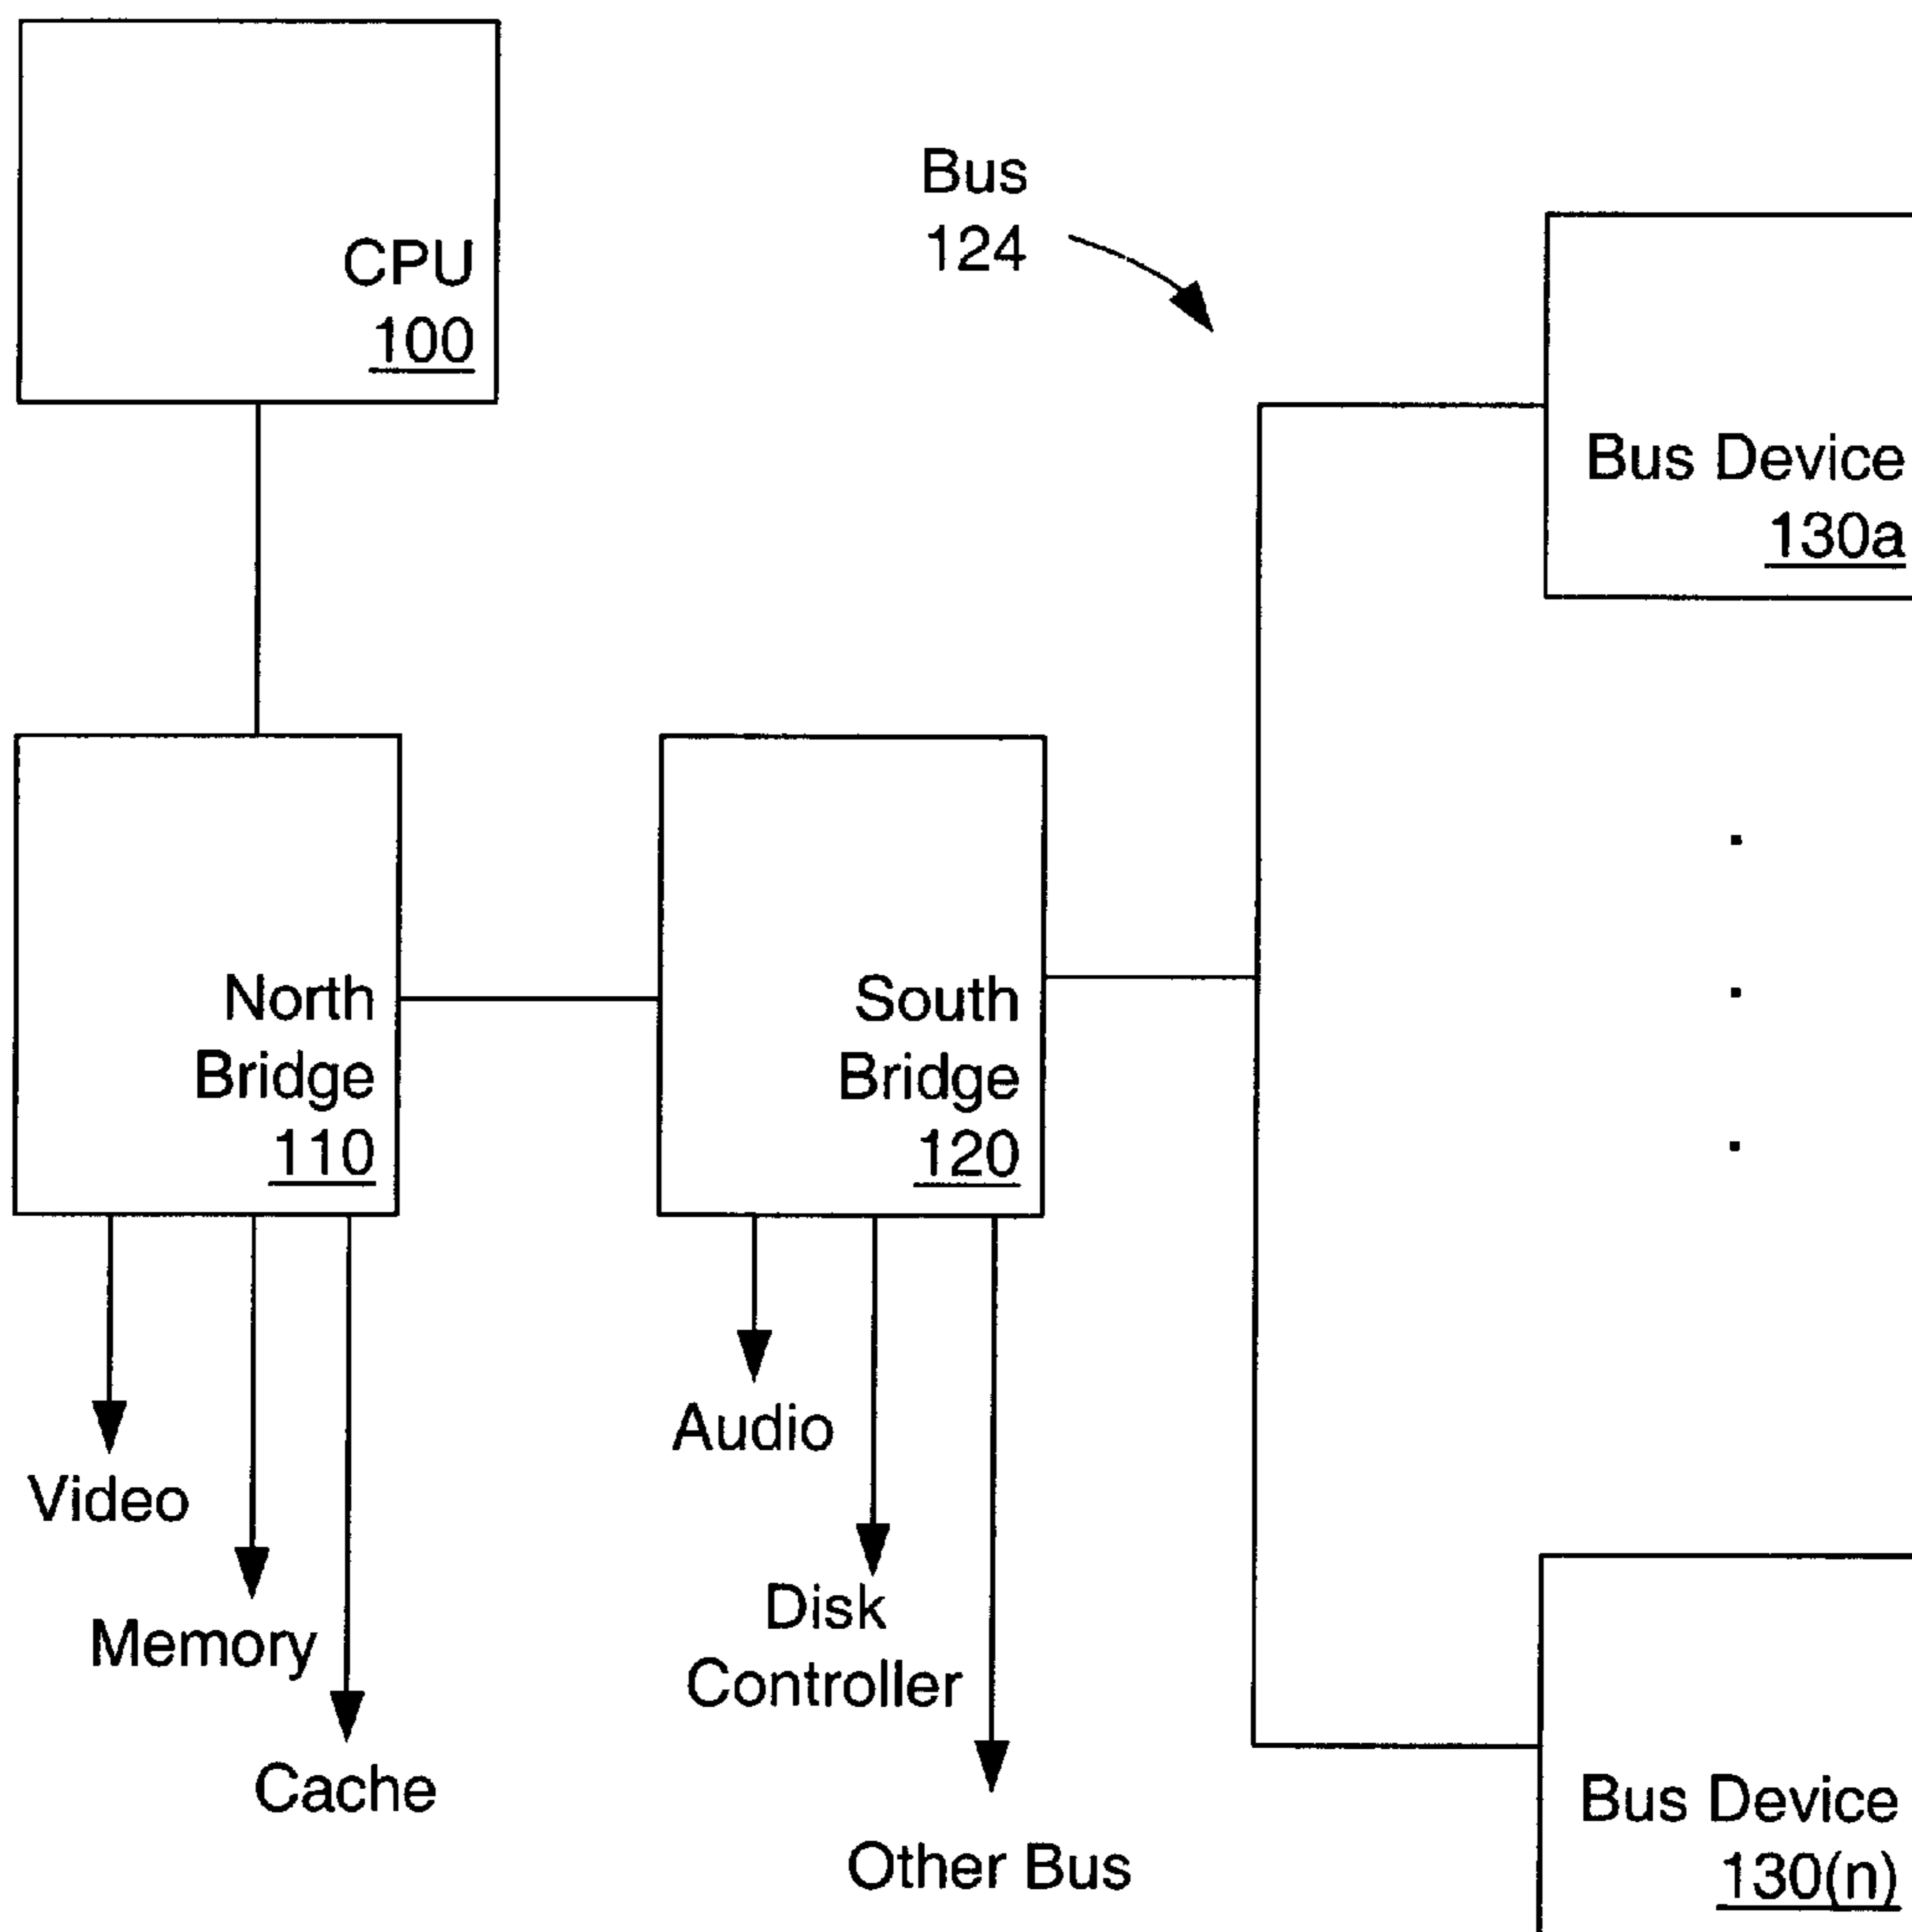 CPU
100
Bus
124
Bus Device
130a
North
Bridge
110
South
Bridge
120
Audio
Video
Disk
Controller
Memory
Cache
Other Bus
Bus Device
130(n)